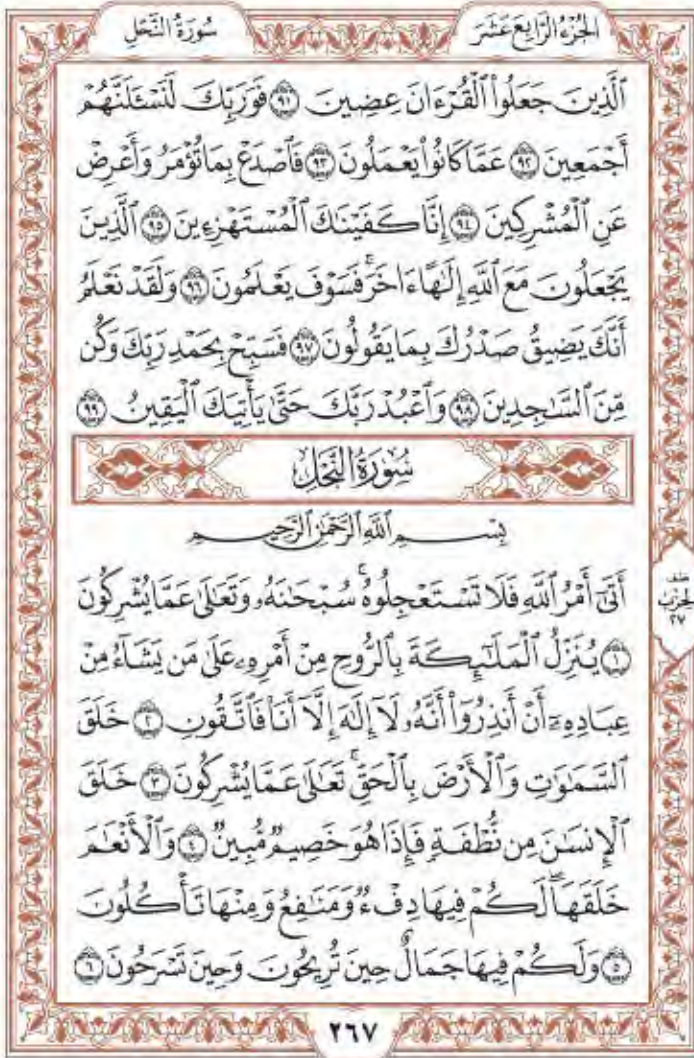 الجُزْءُ الرَّابِعَ عَشَرَ سُورَةُ النَّحْلِ
ٱلَّذِينَ جَعَلُوا۟ ٱلْقُرْءَانَ عِضِينَ ٩١ فَوَرَبِّكَ لَنَسْـَٔلَنَّهُمْ
أَجْمَعِينَ ٩٢ عَمَّا كَانُوا۟ يَعْمَلُونَ ٩٣ فَٱصْدَعْ بِمَا تُؤْمَرُ وَأَعْرِضْ
عَنِ ٱلْمُشْرِكِينَ ٩٤ إِنَّا كَفَيْنَٰكَ ٱلْمُسْتَهْزِءِينَ ٩٥ ٱلَّذِينَ
يَجْعَلُونَ مَعَ ٱللَّهِ إِلَٰهًا ءَاخَرَ ۚ فَسَوْفَ يَعْلَمُونَ ٩٦ وَلَقَدْ نَعْلَمُ
أَنَّكَ يَضِيقُ صَدْرُكَ بِمَا يَقُولُونَ ٩٧ فَسَبِّحْ بِحَمْدِ رَبِّكَ وَكُن
مِّنَ ٱلسَّٰجِدِينَ ٩٨ وَٱعْبُدْ رَبَّكَ حَتَّىٰ يَأْتِيَكَ ٱلْيَقِينُ ٩٩
سُورَةُ النَّحْلِ
بِسْمِ ٱللَّهِ ٱلرَّحْمَٰنِ ٱلرَّحِيمِ
أَتَىٰٓ أَمْرُ ٱللَّهِ فَلَا تَسْتَعْجِلُوهُ ۚ سُبْحَٰنَهُۥ وَتَعَٰلَىٰ عَمَّا يُشْرِكُونَ
١ يُنَزِّلُ ٱلْمَلَٰٓئِكَةَ بِٱلرُّوحِ مِنْ أَمْرِهِۦ عَلَىٰ مَن يَشَآءُ مِنْ
عِبَادِهِۦٓ أَنْ أَنذِرُوٓا۟ أَنَّهُۥ لَآ إِلَٰهَ إِلَّآ أَنَا۠ فَٱتَّقُونِ ٢ خَلَقَ
ٱلسَّمَٰوَٰتِ وَٱلْأَرْضَ بِٱلْحَقِّ ۚ تَعَٰلَىٰ عَمَّا يُشْرِكُونَ ٣ خَلَقَ
ٱلْإِنسَٰنَ مِن نُّطْفَةٍ فَإِذَا هُوَ خَصِيمٌ مُّبِينٌ ٤ وَٱلْأَنْعَٰمَ
خَلَقَهَا ۗ لَكُمْ فِيهَا دِفْءٌ وَمَنَٰفِعُ وَمِنْهَا تَأْكُلُونَ
٥ وَلَكُمْ فِيهَا جَمَالٌ حِينَ تُرِيحُونَ وَحِينَ تَسْرَحُونَ ٦
نصف
الحزب
٢٧
٢٦٧